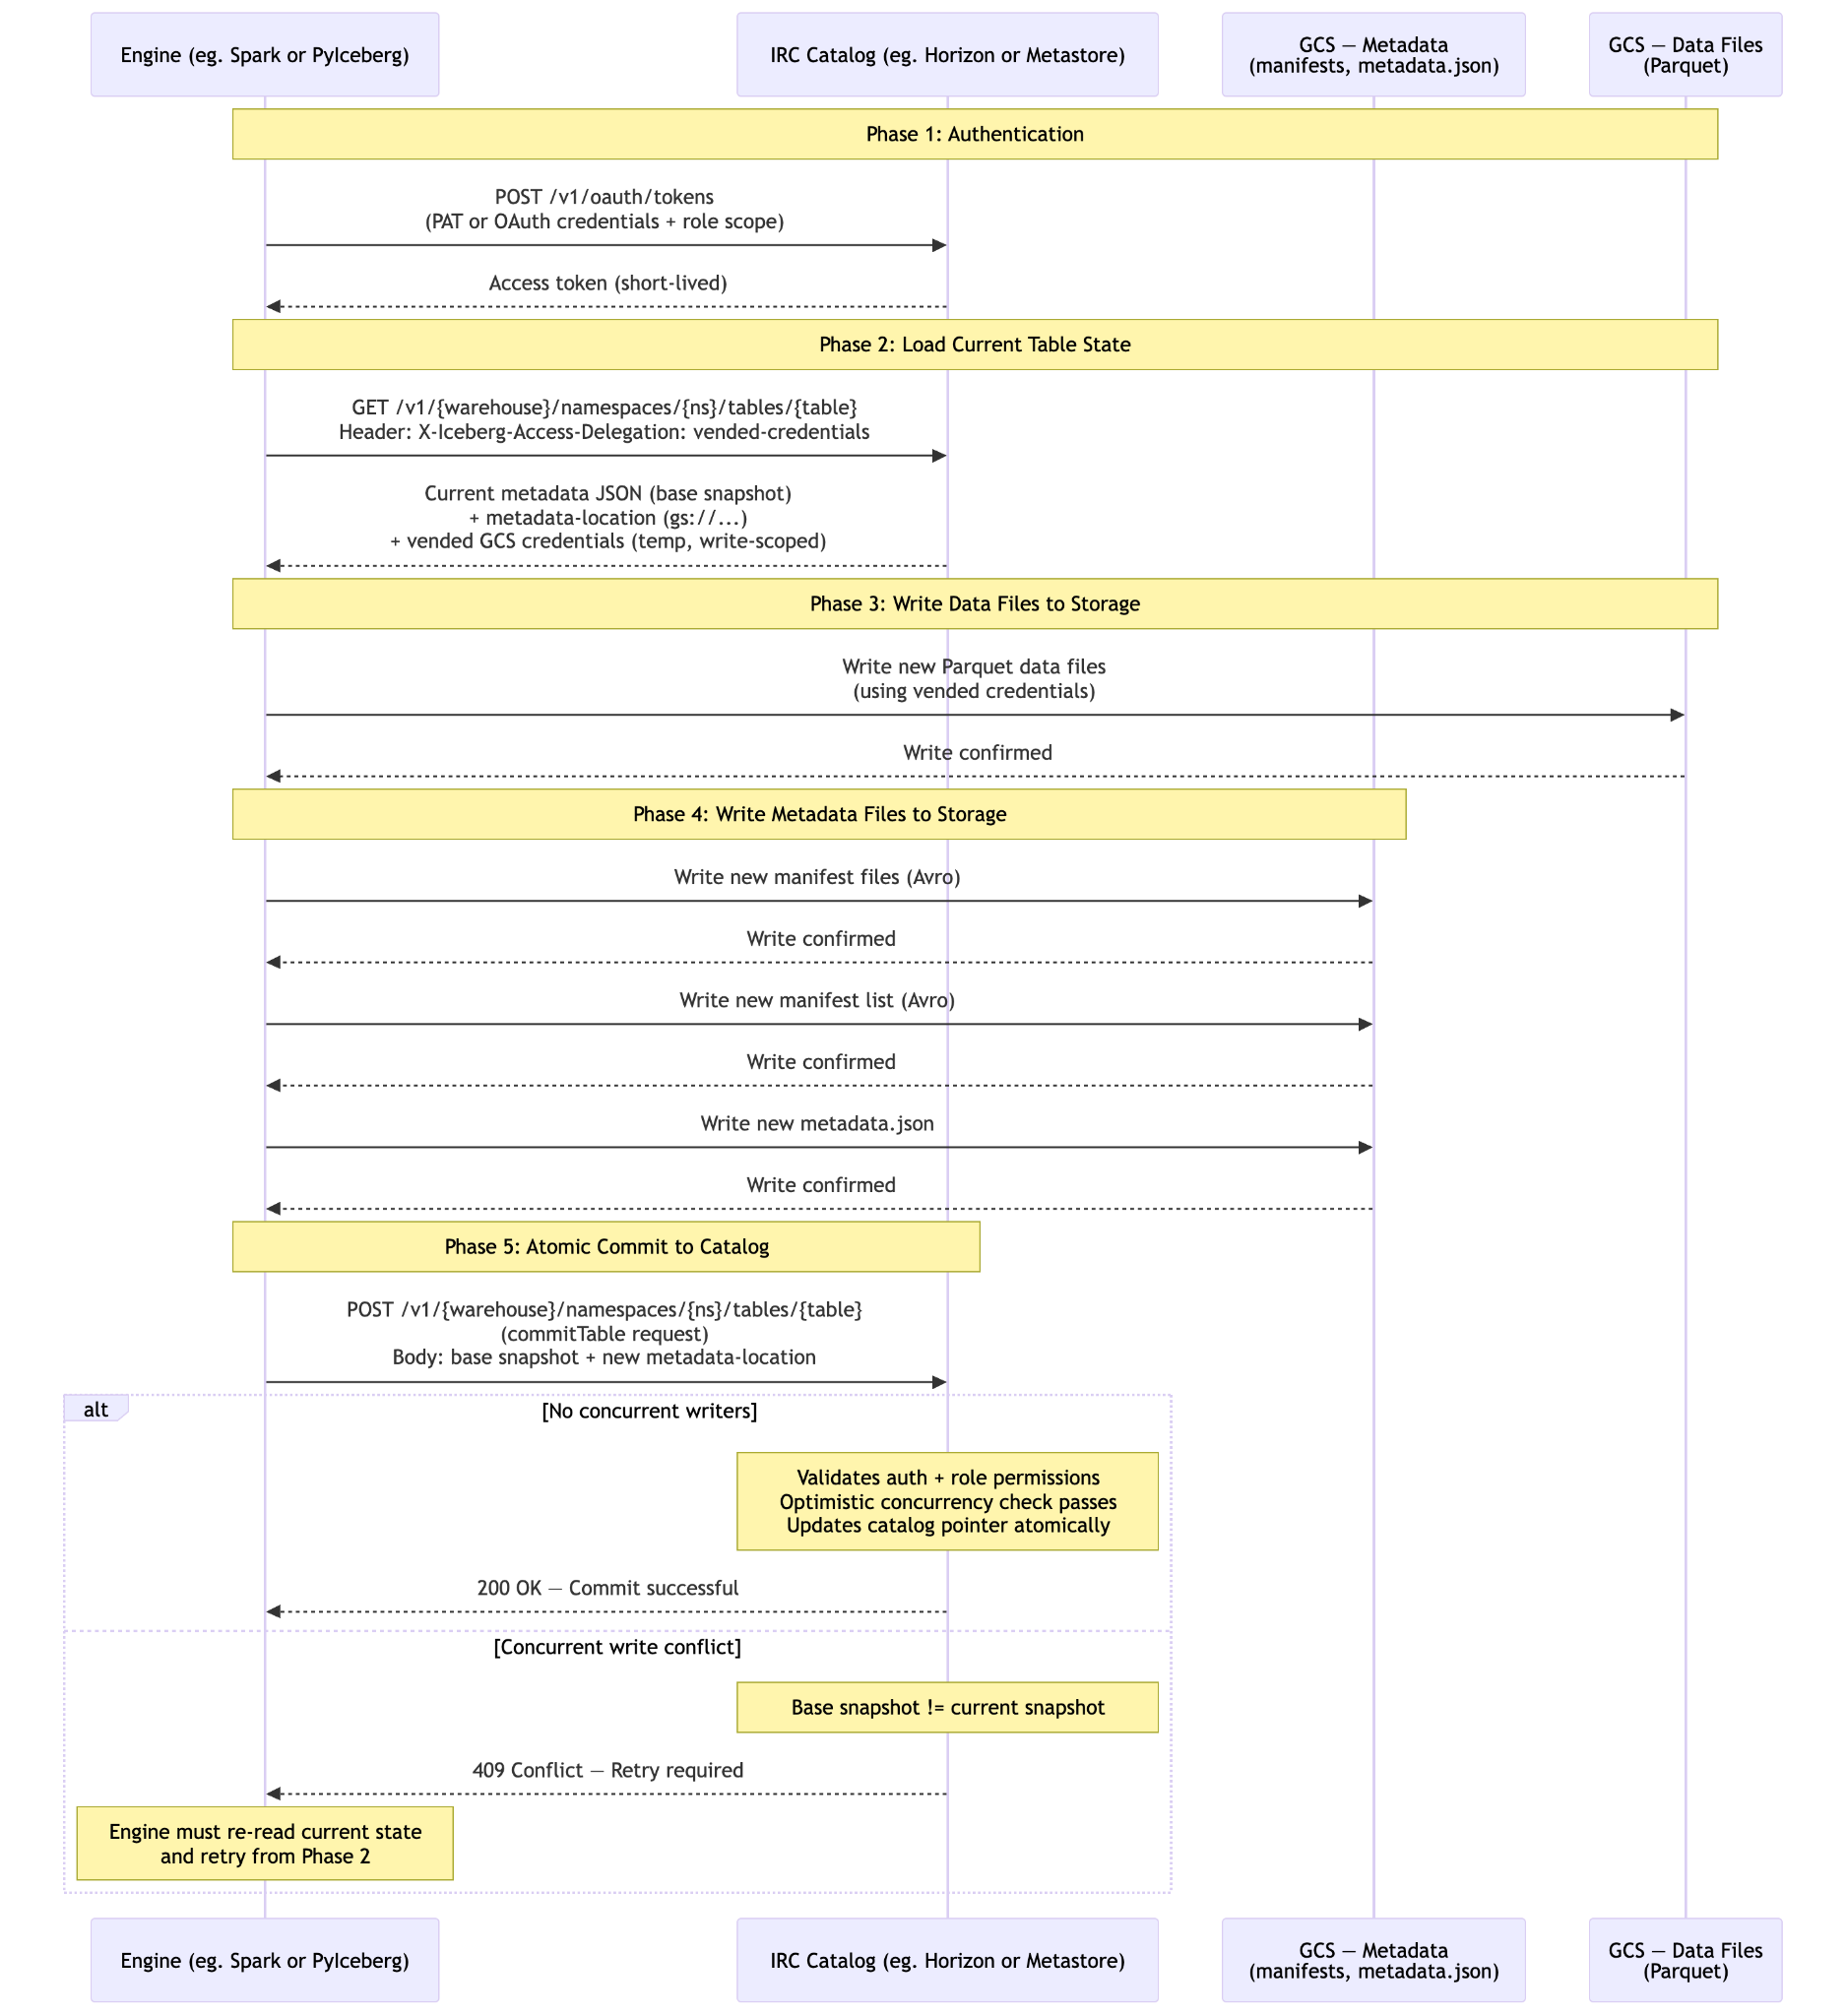 Engine (eg. Spark or PyIceberg)
IRC Catalog (eg. Horizon or Metastore)
GCS — Metadata
(manifests, metadata.json)
GCS — Data Files
(Parquet)
Phase 1: Authentication
POST /v1/oauth/tokens
(PAT or OAuth credentials + role scope)
Access token (short-lived)
Phase 2: Load Current Table State
GET /v1/{warehouse}/namespaces/{ns}/tables/{table}
Header: X-Iceberg-Access-Delegation: vended-credentials
Current metadata JSON (base snapshot)
+ metadata-location (gs://...)
+ vended GCS credentials (temp, write-scoped)
Phase 3: Write Data Files to Storage
Write new Parquet data files
(using vended credentials)
Write confirmed
Phase 4: Write Metadata Files to Storage
Write new manifest files (Avro)
Write confirmed
Write new manifest list (Avro)
Write confirmed
Write new metadata.json
Write confirmed
Phase 5: Atomic Commit to Catalog
POST /v1/{warehouse}/namespaces/{ns}/tables/{table}
(commitTable request)
Body: base snapshot + new metadata-location
alt
[No concurrent writers]
Validates auth + role permissions
Optimistic concurrency check passes
Updates catalog pointer atomically
200 OK — Commit successful
[Concurrent write conflict]
Base snapshot != current snapshot
409 Conflict — Retry required
Engine must re-read current state
and retry from Phase 2
Engine (eg. Spark or PyIceberg)
IRC Catalog (eg. Horizon or Metastore)
GCS — Metadata
(manifests, metadata.json)
GCS — Data Files
(Parquet)